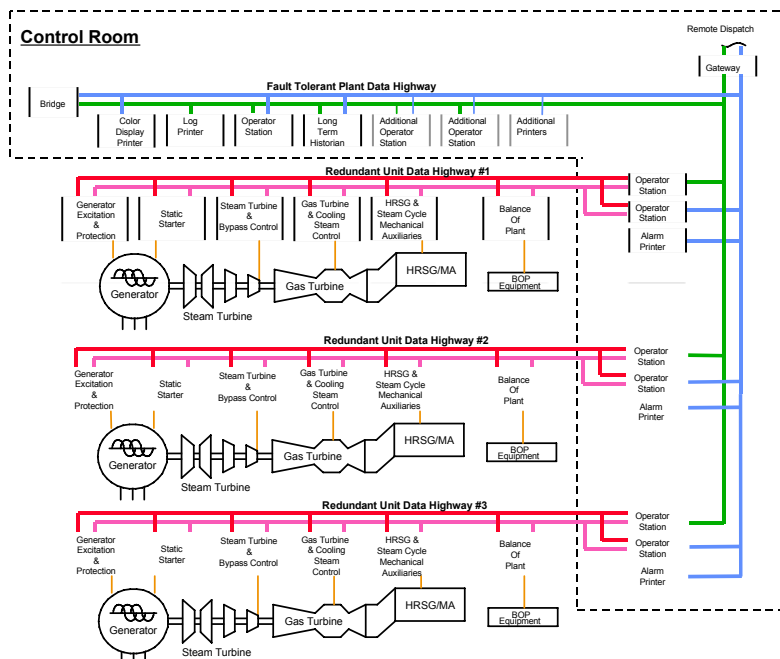 Control Room
Remote Dispatch
Gateway
Fault Tolerant Plant Data Highway
Bridge
Color
Display
Printer
Log
Printer
Operator
Station
Long
Term
Historian
Additional
Operator
Station
Additional
Operator
Station
Additional
Printers
Redundant Unit Data Highway #1
Generator
Excitation
&
Protection
Static
Starter
Steam Turbine
&
Bypass Control
Gas Turbine
& Cooling
Steam
Control
HRSG &
Steam Cycle
Mechanical
Auxiliaries
Balance
Of
Plant
Operator
Station
Operator
Station
Alarm
Printer
Generator
Steam Turbine
Gas Turbine
HRSG/MA
BOP
Equipment
Redundant Unit Data Highway #2
Generator
Excitation
&
Protection
Static
Starter
Steam Turbine
&
Bypass Control
Gas Turbine
& Cooling
Steam
Control
HRSG &
Steam Cycle
Mechanical
Auxiliaries
Balance
Of
Plant
Operator
Station
Operator
Station
Alarm
Printer
Generator
Steam Turbine
Gas Turbine
HRSG/MA
BOP
Equipment
Redundant Unit Data Highway #3
Generator
Excitation
&
Protection
Static
Starter
Steam Turbine
&
Bypass Control
Gas Turbine
& Cooling
Steam
Control
HRSG &
Steam Cycle
Mechanical
Auxiliaries
Balance
Of
Plant
Operator
Station
Operator
Station
Alarm
Printer
Generator
Steam Turbine
Gas Turbine
HRSG/MA
BOP
Equipment